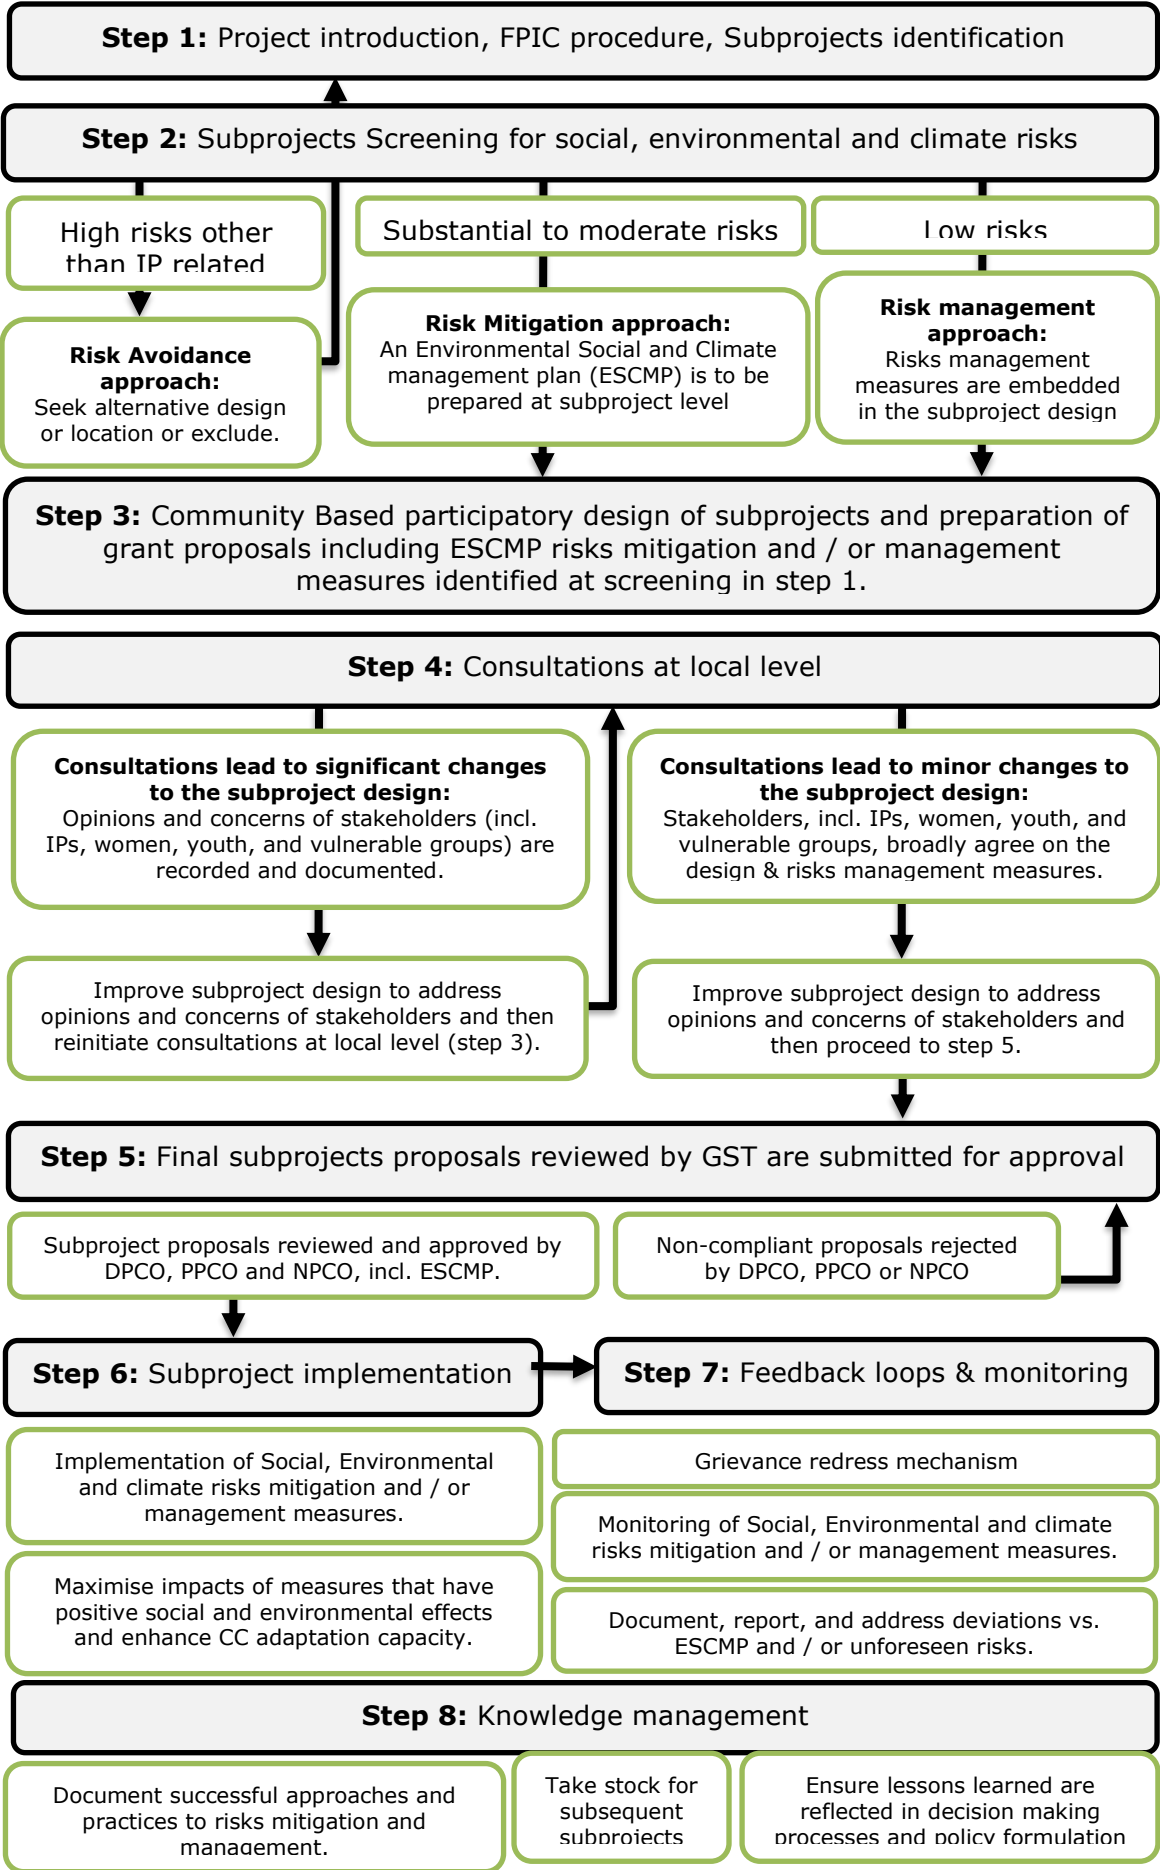 Step 1: Project introduction, FPIC procedure, Subprojects identification
Step 2: Subprojects Screening for social, environmental and climate risks
High risks other
than IP related
Substantial to moderate risks
Low risks
Risk Avoidance
approach:
Seek alternative design
or location or exclude.
Risk Mitigation approach:
An Environmental Social and Climate
management plan (ESCMP) is to be
prepared at subproject level
Risk management
approach:
Risks management
measures are embedded
in the subproject design
Step 3: Community Based participatory design of subprojects and preparation of
grant proposals including ESCMP risks mitigation and / or management
measures identified at screening in step 1.
Step 4: Consultations at local level
Consultations lead to significant changes
to the subproject design:
Opinions and concerns of stakeholders (incl.
IPs, women, youth, and vulnerable groups) are
recorded and documented.
Consultations lead to minor changes to
the subproject design:
Stakeholders, incl. IPs, women, youth, and
vulnerable groups, broadly agree on the
design & risks management measures.
Improve subproject design to address
opinions and concerns of stakeholders and then
reinitiate consultations at local level (step 3).
Improve subproject design to address
opinions and concerns of stakeholders and
then proceed to step 5.
Step 5: Final subprojects proposals reviewed by GST are submitted for approval
Subproject proposals reviewed and approved by
DPCO, PPCO and NPCO, incl. ESCMP.
Non-compliant proposals rejected
by DPCO, PPCO or NPCO
Step 6: Subproject implementation
Step 7: Feedback loops & monitoring
Implementation of Social, Environmental
and climate risks mitigation and / or
management measures.
Maximise impacts of measures that have
positive social and environmental effects
and enhance CC adaptation capacity.
Grievance redress mechanism
Monitoring of Social, Environmental and climate
risks mitigation and / or management measures.
Document, report, and address deviations vs.
ESCMP and / or unforeseen risks.
Step 8: Knowledge management
Document successful approaches and
practices to risks mitigation and
management.
Take stock for
subsequent
subprojects
Ensure lessons learned are
reflected in decision making
processes and policy formulation